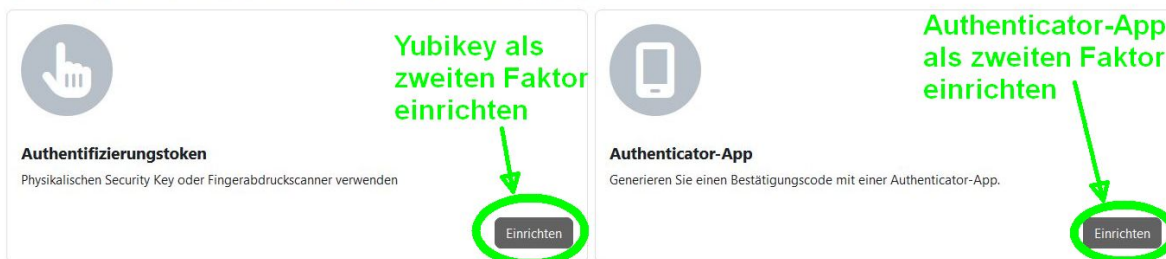 Yubikey als
zweiten Faktor
einrichten
Authentifizierungstoken
Physikalischen Security Key oder Fingerabdruckscanner verwenden
Einrichten
Authenticator-App
als zweiten Faktor
einrichten
Authenticator-App
Generieren Sie einen Bestätigungscode mit einer Authenticator-App.
Einrichten